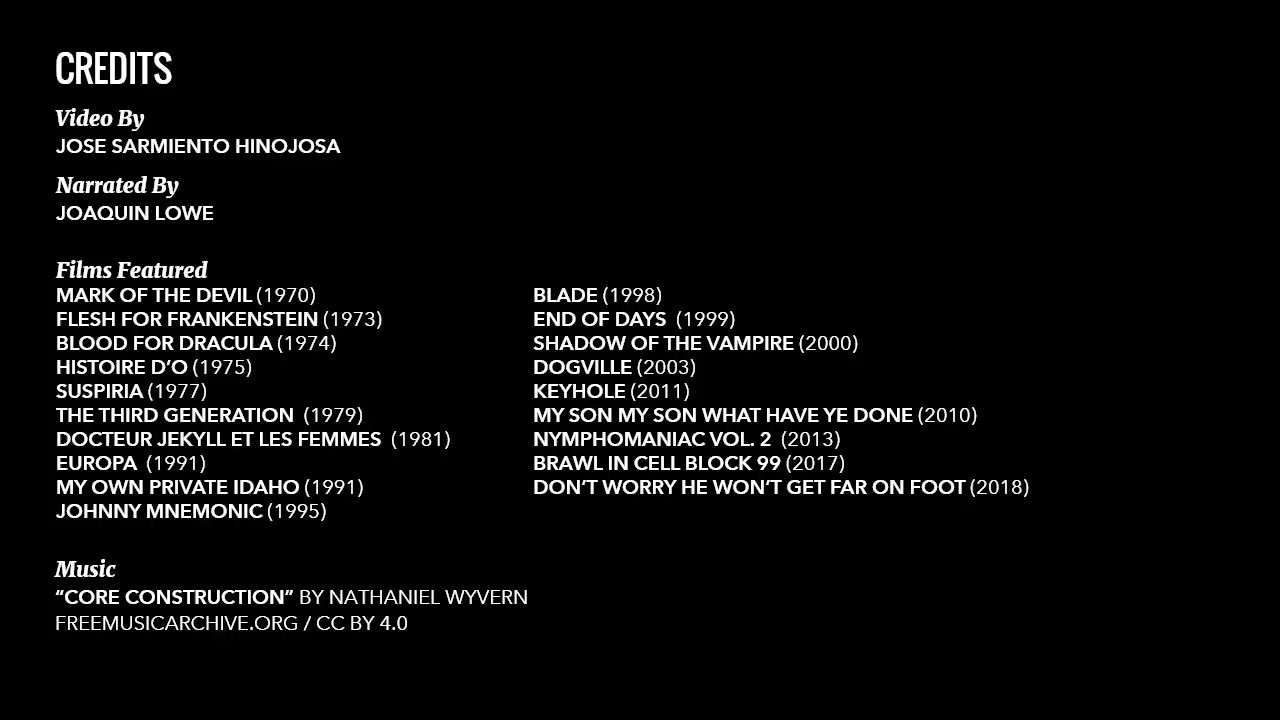 CREDITS
Video By
JOSE SARMIENTO HINOJOSA
Narrated By
JOAQUIN LOWE
Films Featured
MARK OF THE DEVIL (1970)
FLESH FOR FRANKENSTEIN (1973)
BLOOD FOR DRACULA (1974)
HISTOIRE D’O (1975)
SUSPIRIA (1977)
THE THIRD GENERATION (1979)
DOCTEUR JEKYLL ET LES FEMMES (1981)
EUROPA (1991)
MY OWN PRIVATE IDAHO (1991)
JOHNNY MNEMONIC (1995)
BLADE (1998)
END OF DAYS (1999)
SHADOW OF THE VAMPIRE (2000)
DOGVILLE (2003)
KEYHOLE (2011)
MY SON MY SON WHAT HAVE YE DONE (2010)
NYMPHOMANIAC VOL. 2 (2013)
BRAWL IN CELL BLOCK 99 (2017)
DON’T WORRY HE WON’T GET FAR ON FOOT (2018)
Music
“CORE CONSTRUCTION” BY NATHANIEL WYVERN
FREEMUSICARCHIVE.ORG / CC BY 4.0